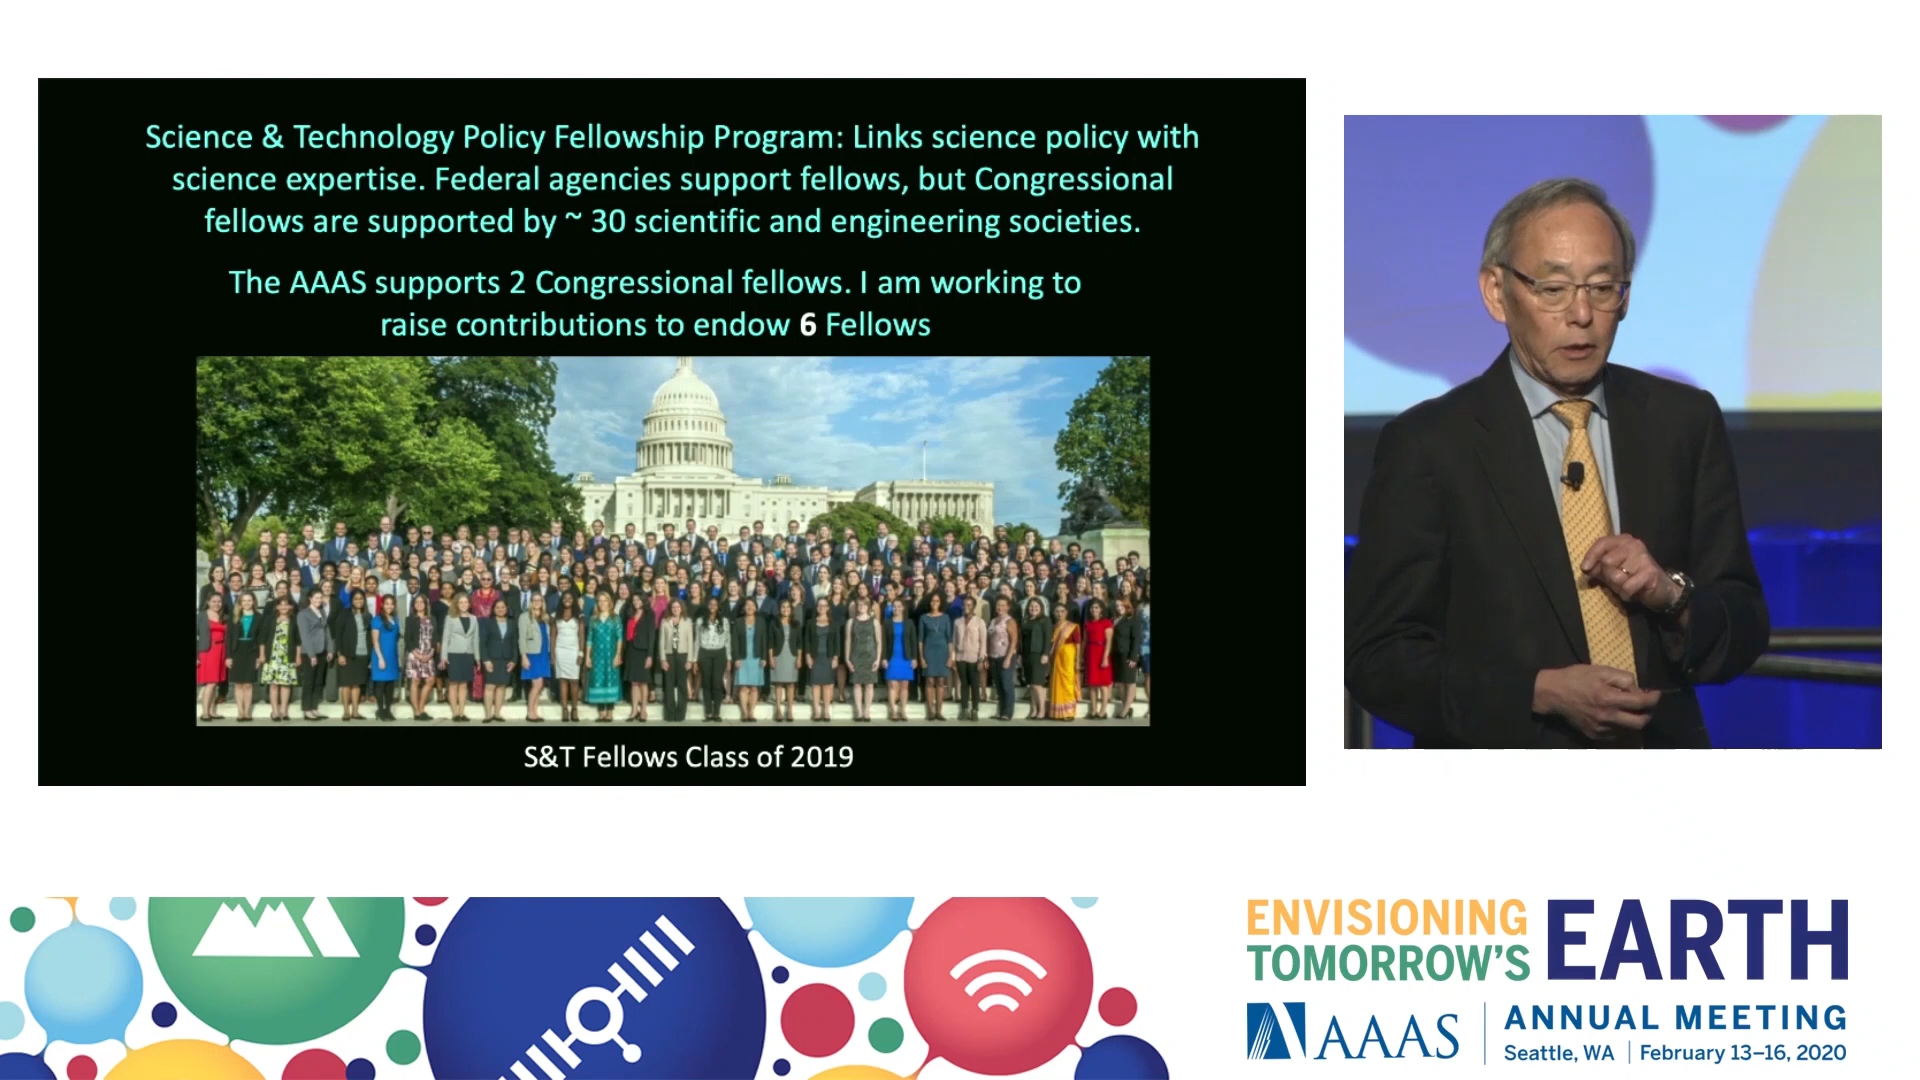 Science & Technology Policy Fellowship Program: Links science policy with
science expertise. Federal agencies support fellows, but Congressional
fellows are supported by ~ 30 scientific and engineering societies.
The AAAS supports 2 Congressional fellows. I am working to
raise contributions to endow 6 Fellows
S&T Fellows Class of 2019
ENVISIONING
TOMORROW'S
EARTH
AAAS
ANNUAL MEETING
Seattle, WA | February 13–16, 2020